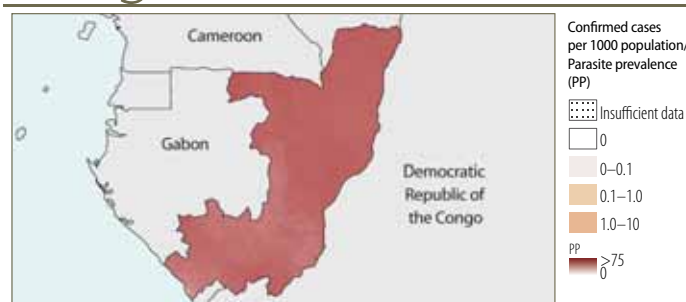 Cameroon
Gabon
Democratic
Republic of
the Congo
Confirmed cases
per 1000 population/
Parasite prevalence
(PP)
Insufficient data
0
0–0.1
0.1–1.0
1.0–10
PP
>75
0